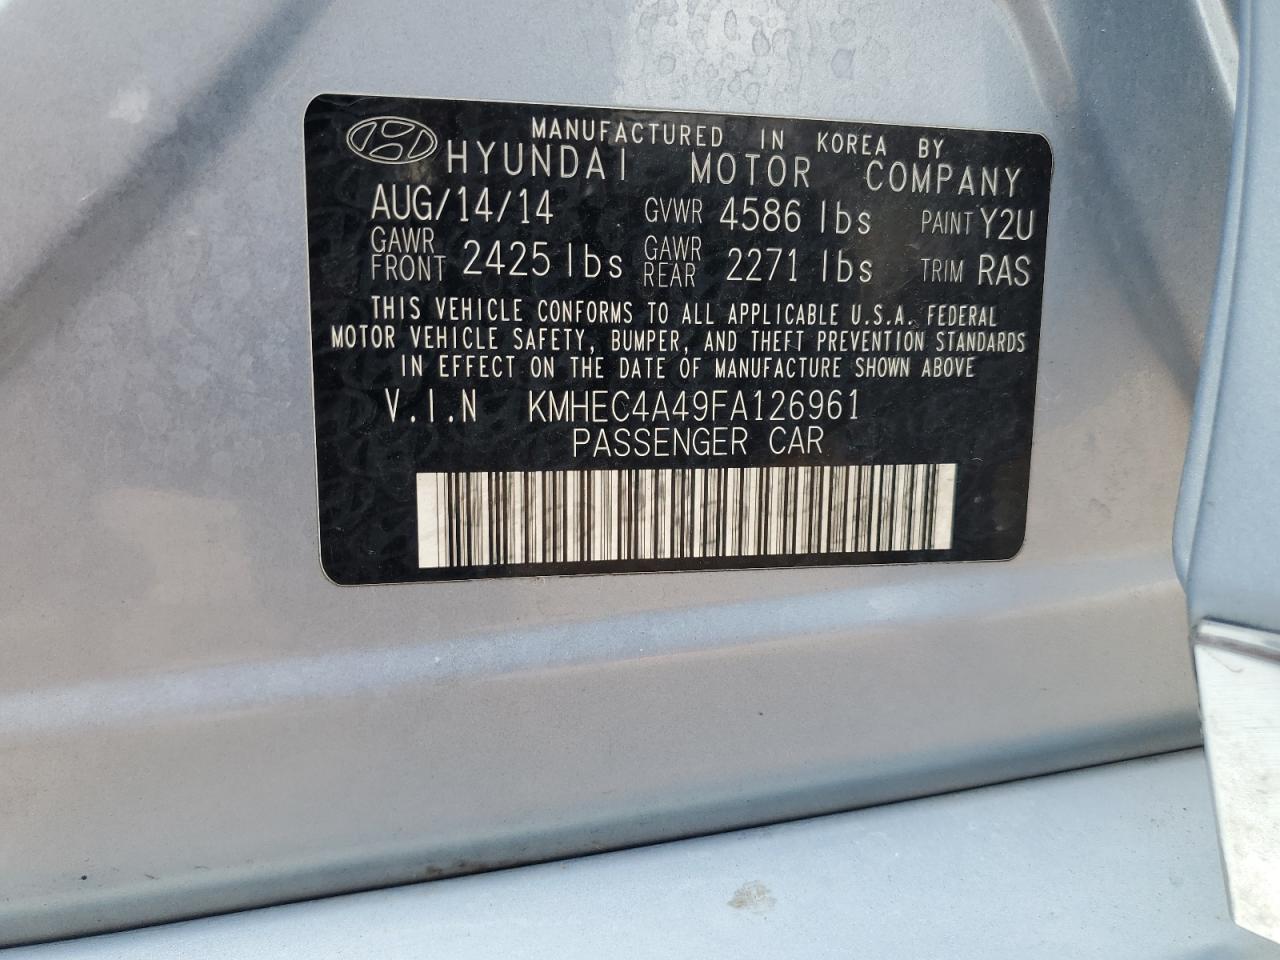 MANUFACTURED IN KOREA BY
HYUNDAI MOTOR COMPANY
AUG/14/14 GVWR 4586 lbs PAINT Y2U
GAWR FRONT 2425 lbs GAWR REAR 2271 lbs TRIM RAS
THIS VEHICLE CONFORMS TO ALL APPLICABLE U.S.A. FEDERAL
MOTOR VEHICLE SAFETY, BUMPER, AND THEFT PREVENTION STANDARDS
IN EFFECT ON THE DATE OF MANUFACTURE SHOWN ABOVE
V.I.N KMHEC4A49FA126961
PASSENGER CAR